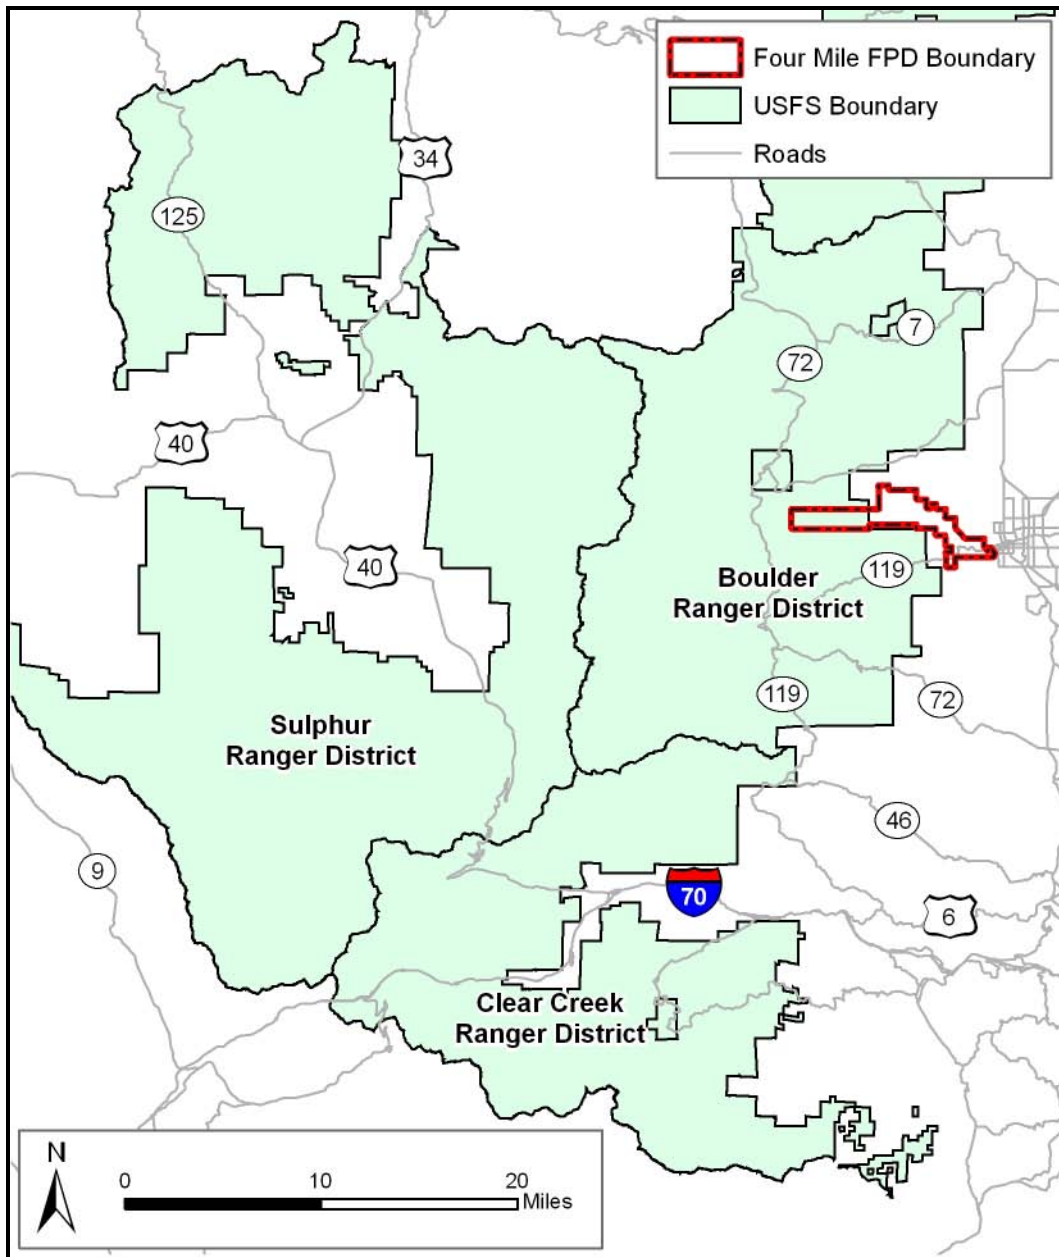 Four Mile FPD Boundary
USFS Boundary
Roads
34
125
7
72
40
40
119
Boulder
Ranger District
119
72
Sulphur
Ranger District
46
9
70
6
Clear Creek
Ranger District
N
0
10
20
Miles